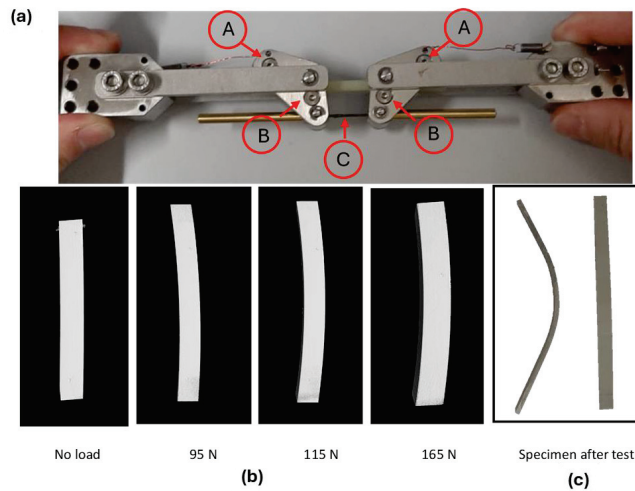 (a)
A
A
B
B
C
No load
95 N
115 N
165 N
Specimen after test
(b)
(c)